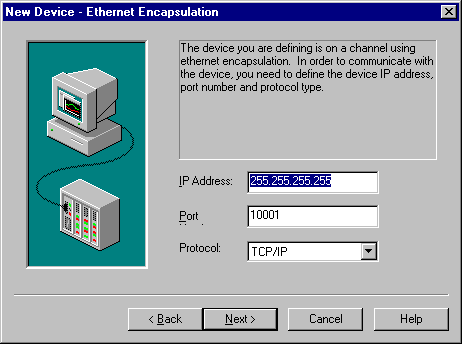 New Device - Ethernet Encapsulation
The device you are defining is on a channel using
ethernet encapsulation. In order to communicate with
the device, you need to define the device IP address,
port number and protocol type.
IP Address: 255.255.255.255
Port 10001
Protocol: TCP/IP
< Back Next > Cancel Help